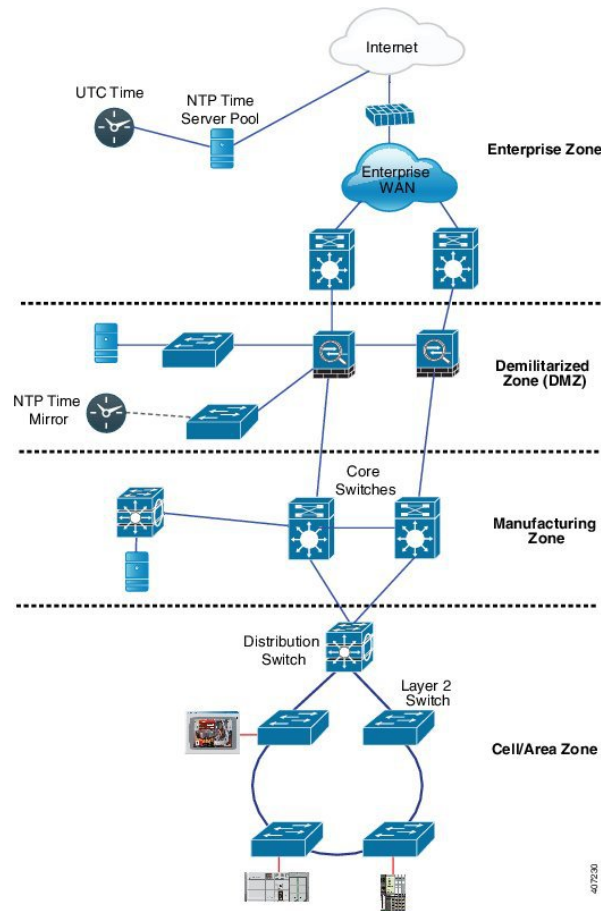 Internet
UTC Time
NTP Time
Server Pool
Enterprise Zone
Enterprise
WAN
Demilitarized
Zone (DMZ)
NTP Time
Mirror
Core
Switches
Manufacturing
Zone
Distribution
Switch
Layer 2
Switch
Cell/Area Zone
407230